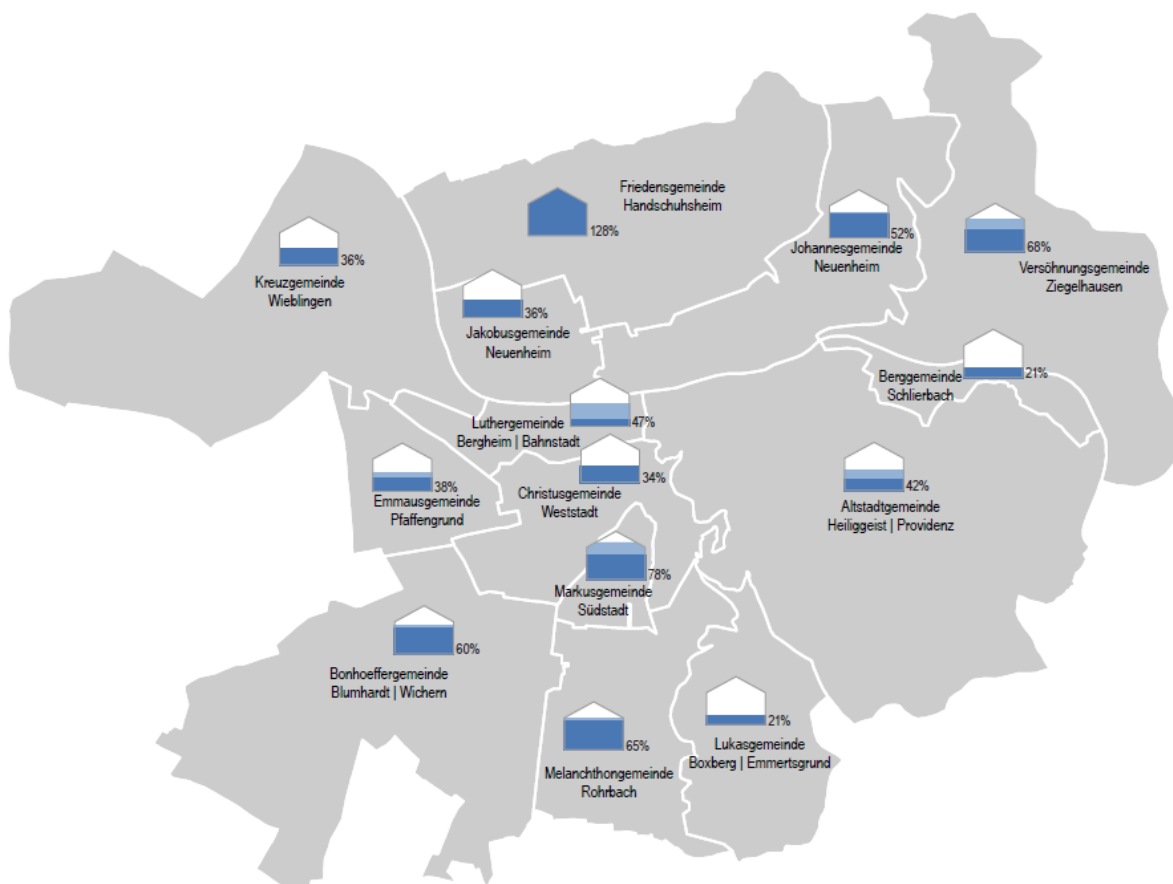 128%
Friedensgemeinde
Handschuhsheim
52%
Johannesgemeinde
Neuenheim
68%
Versöhnungsgemeinde
Ziegelhausen
36%
Kreuzgemeinde
Wieblingen
36%
Jakobusgemeinde
Neuenheim
21%
Berggemeinde
Schlierbach
47%
Luthergemeinde
Bergheim | Bahnstadt
38%
Emmausgemeinde
Pfaffengrund
34%
Christusgemeinde
Weststadt
42%
Altstadtgemeinde
Heiliggeist | Providenz
78%
Markusgemeinde
Südstadt
60%
Bonhoeffergemeinde
Blumhardt | Wichern
65%
Melanchthongemeinde
Rohrbach
21%
Lukasgemeinde
Boxberg | Emmertsgrund